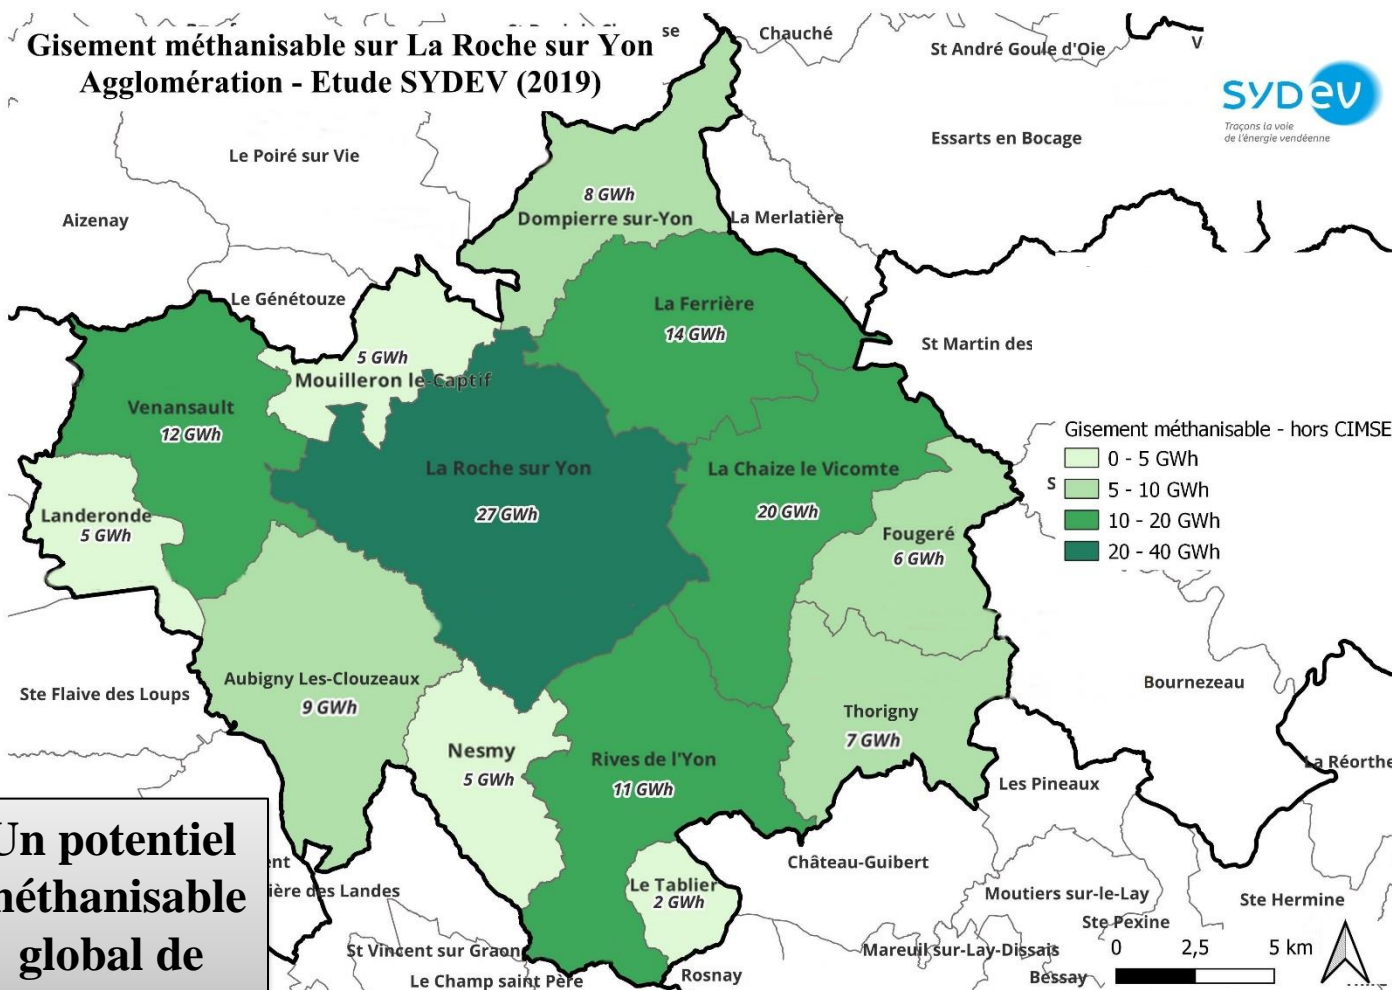 Gisement méthanisable sur La Roche sur Yon
Agglomération - Etude SYDEV (2019)
se
Chauché
St André Goule d'Oie
V
SYDEV
Traçons la voie
de l'énergie vendéenne
Le Poiré sur Vie
Essarts en Bocage
Aizenay
8 GWh
Dompierre sur-Yon
La Merlatière
Le Génétouze
La Ferrière
14 GWh
St Martin des
5 GWh
Mouilleron le-Captif
Venansault
12 GWh
La Roche sur Yon
27 GWh
La Chaize le Vicomte
20 GWh
Gisement méthanisable - hors CIMSE
0 - 5 GWh
S
5 - 10 GWh
10 - 20 GWh
20 - 40 GWh
Landeronde
5 GWh
Fougeré
6 GWh
Ste Flaive des Loups
Aubigny Les-Clouzeaux
9 GWh
Bournezeau
Thorigny
7 GWh
Nesmy
5 GWh
Rives de l'Yon
11 GWh
La Réorthe
Les Pineaux
Un potentiel
méthanisable
global de
ent
ière des Landes
Château-Guibert
Le Tablier
2 GWh
Moutiers sur-le-Lay
Ste Hermine
Ste Pexine
St Vincent sur Graon
Mareuil sur-Lay-Dissais
0 2,5 5 km
Le Champ saint Père
Rosnay
Bessay